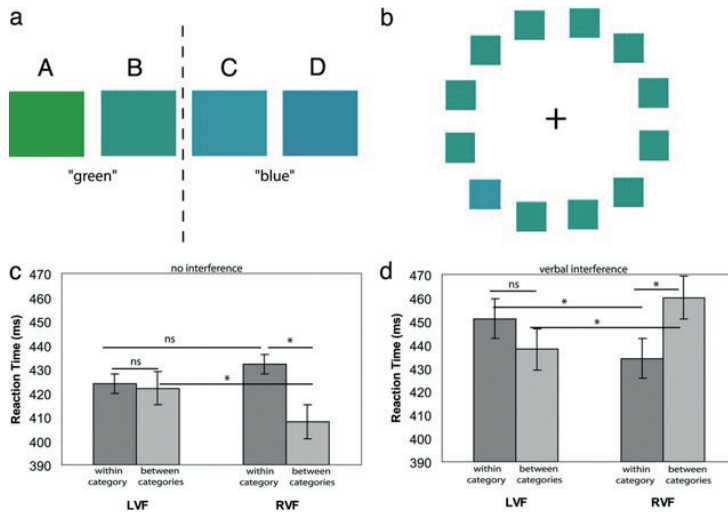 a
A B C D
"green" "blue"
b
+
c
no interference
Reaction Time (ms)
470
460
450
440
430
420
410
400
390
ns
ns
*
*
within category
between categories
within category
between categories
LVF RVF
d
verbal interference
Reaction Time (ms)
470
460
450
440
430
420
410
400
390
ns
*
*
*
within category
between categories
within category
between categories
LVF RVF